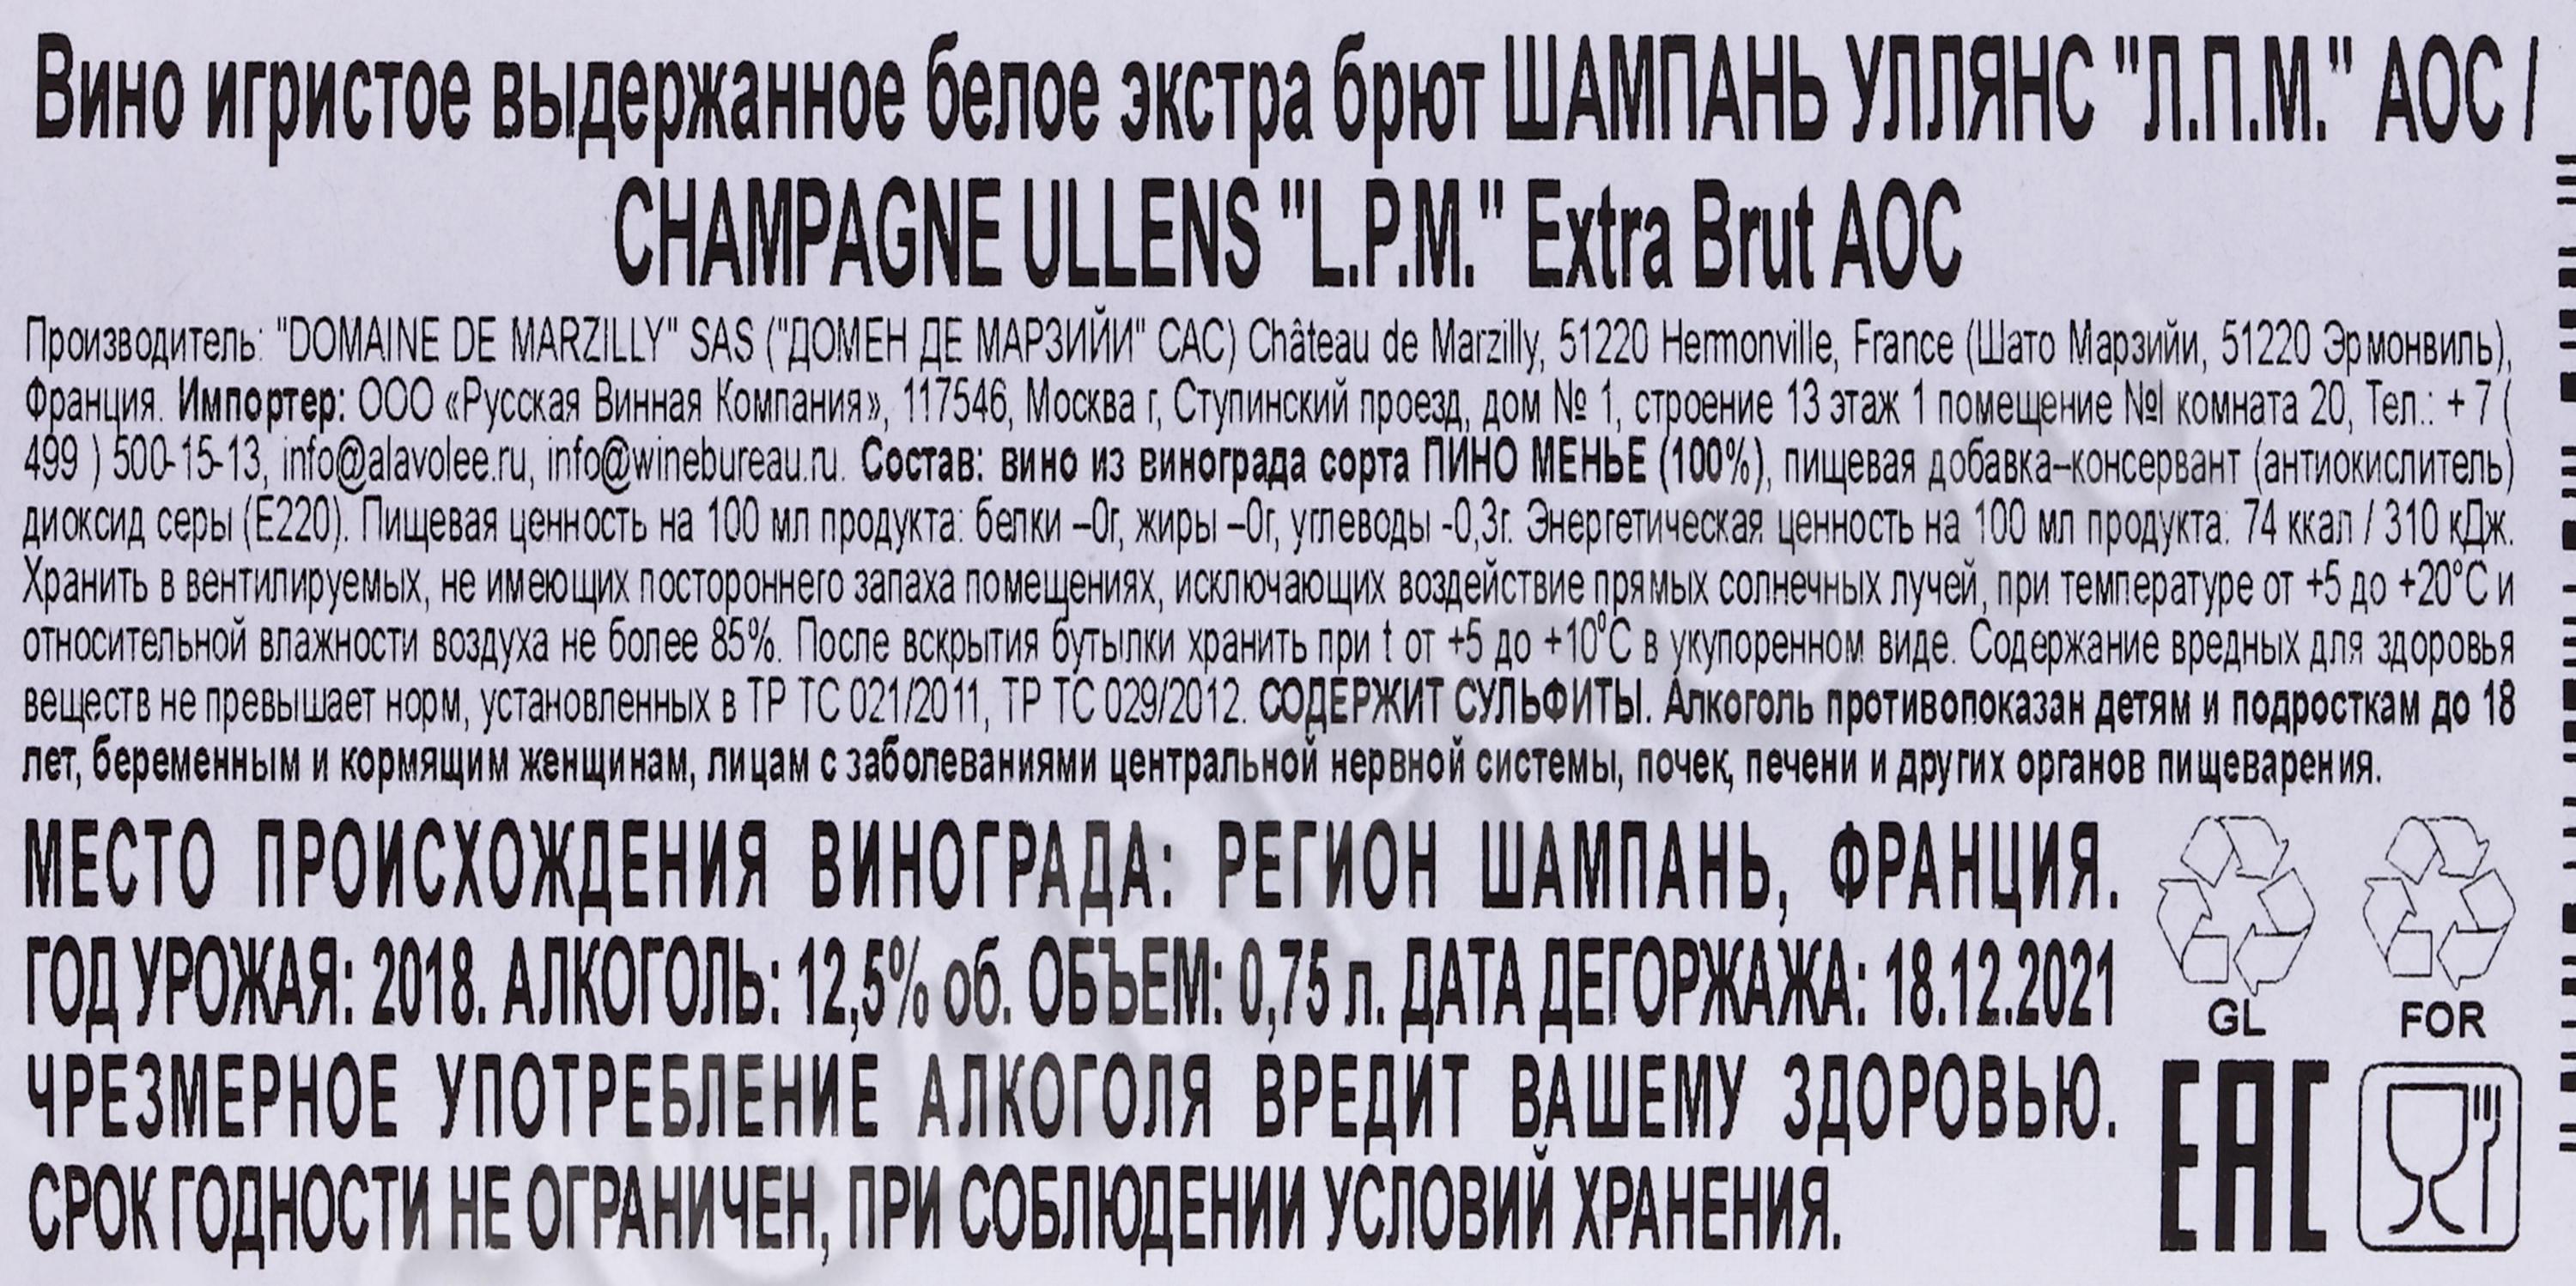 Вино игристое выдержанное белое экстра брют ШАМПАНЬ УЛЛЯНС "Л.П.М." АОС /
CHAMPAGNE ULLENS "L.P.M." Extra Brut AOC
Производитель: "DOMAINE DE MARZILLY" SAS ("ДОМЕН ДЕ МАРЗИЙИ" САС) Château de Marzilly, 51220 Hermonville, France (Шато Марзийи, 51220 Эрмонвиль),
Франция. Импортер: ООО «Русская Винная Компания», 117546, Москва г, Ступинский проезд, дом № 1, строение 13 этаж 1 помещение №I комната 20, Тел.: + 7 (
499 ) 500-15-13, info@alavolee.ru, info@winebureau.ru. Состав: вино из винограда сорта ПИНО МЕНЬЕ (100%), пищевая добавка–консервант (антиокислитель)
диоксид серы (Е220). Пищевая ценность на 100 мл продукта: белки –0г, жиры –0г, углеводы -0,3г. Энергетическая ценность на 100 мл продукта: 74 ккал / 310 кДж.
Хранить в вентилируемых, не имеющих постороннего запаха помещениях, исключающих воздействие прямых солнечных лучей, при температуре от +5 до +20°С и
относительной влажности воздуха не более 85%. После вскрытия бутылки хранить при t от +5 до +10°С в укупоренном виде. Содержание вредных для здоровья
веществ не превышает норм, установленных в ТР ТС 021/2011, ТР ТС 029/2012. СОДЕРЖИТ СУЛЬФИТЫ. Алкоголь противопоказан детям и подросткам до 18
лет, беременным и кормящим женщинам, лицам с заболеваниями центральной нервной системы, почек, печени и других органов пищеварения.
МЕСТО ПРОИСХОЖДЕНИЯ ВИНОГРАДА: РЕГИОН ШАМПАНЬ, ФРАНЦИЯ.
ГОД УРОЖАЯ: 2018. АЛКОГОЛЬ: 12,5% об. ОБЪЕМ: 0,75 л. ДАТА ДЕГОРЖАЖА: 18.12.2021
ЧРЕЗМЕРНОЕ УПОТРЕБЛЕНИЕ АЛКОГОЛЯ ВРЕДИТ ВАШЕМУ ЗДОРОВЬЮ.
СРОК ГОДНОСТИ НЕ ОГРАНИЧЕН, ПРИ СОБЛЮДЕНИИ УСЛОВИЙ ХРАНЕНИЯ.
GL FOR
EAC